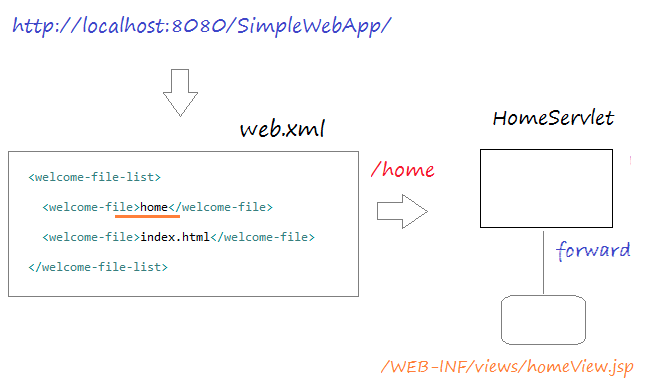 http://localhost:8080/SimpleWebApp/
web.xml
HomeServlet
<welcome-file-list>
<welcome-file>home</welcome-file>
<welcome-file>index.html</welcome-file>
</welcome-file-list>
/home
forward
/WEB-INF/views/homeView.jsp